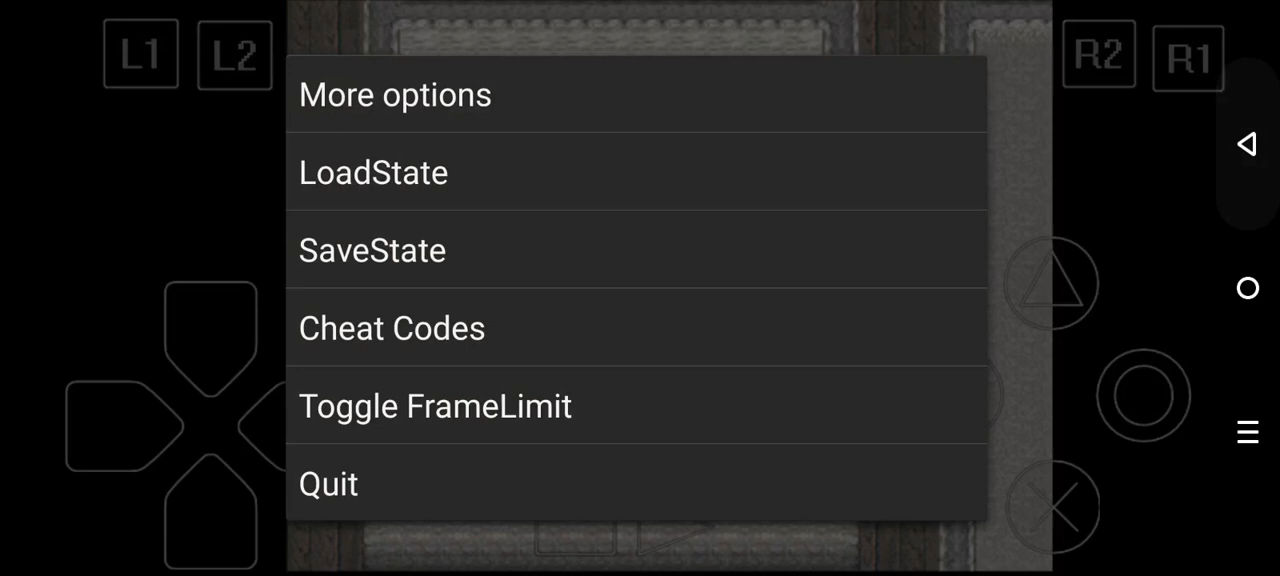 L1 L2 R2 R1
More options
LoadState
SaveState
Cheat Codes
Toggle FrameLimit
Quit